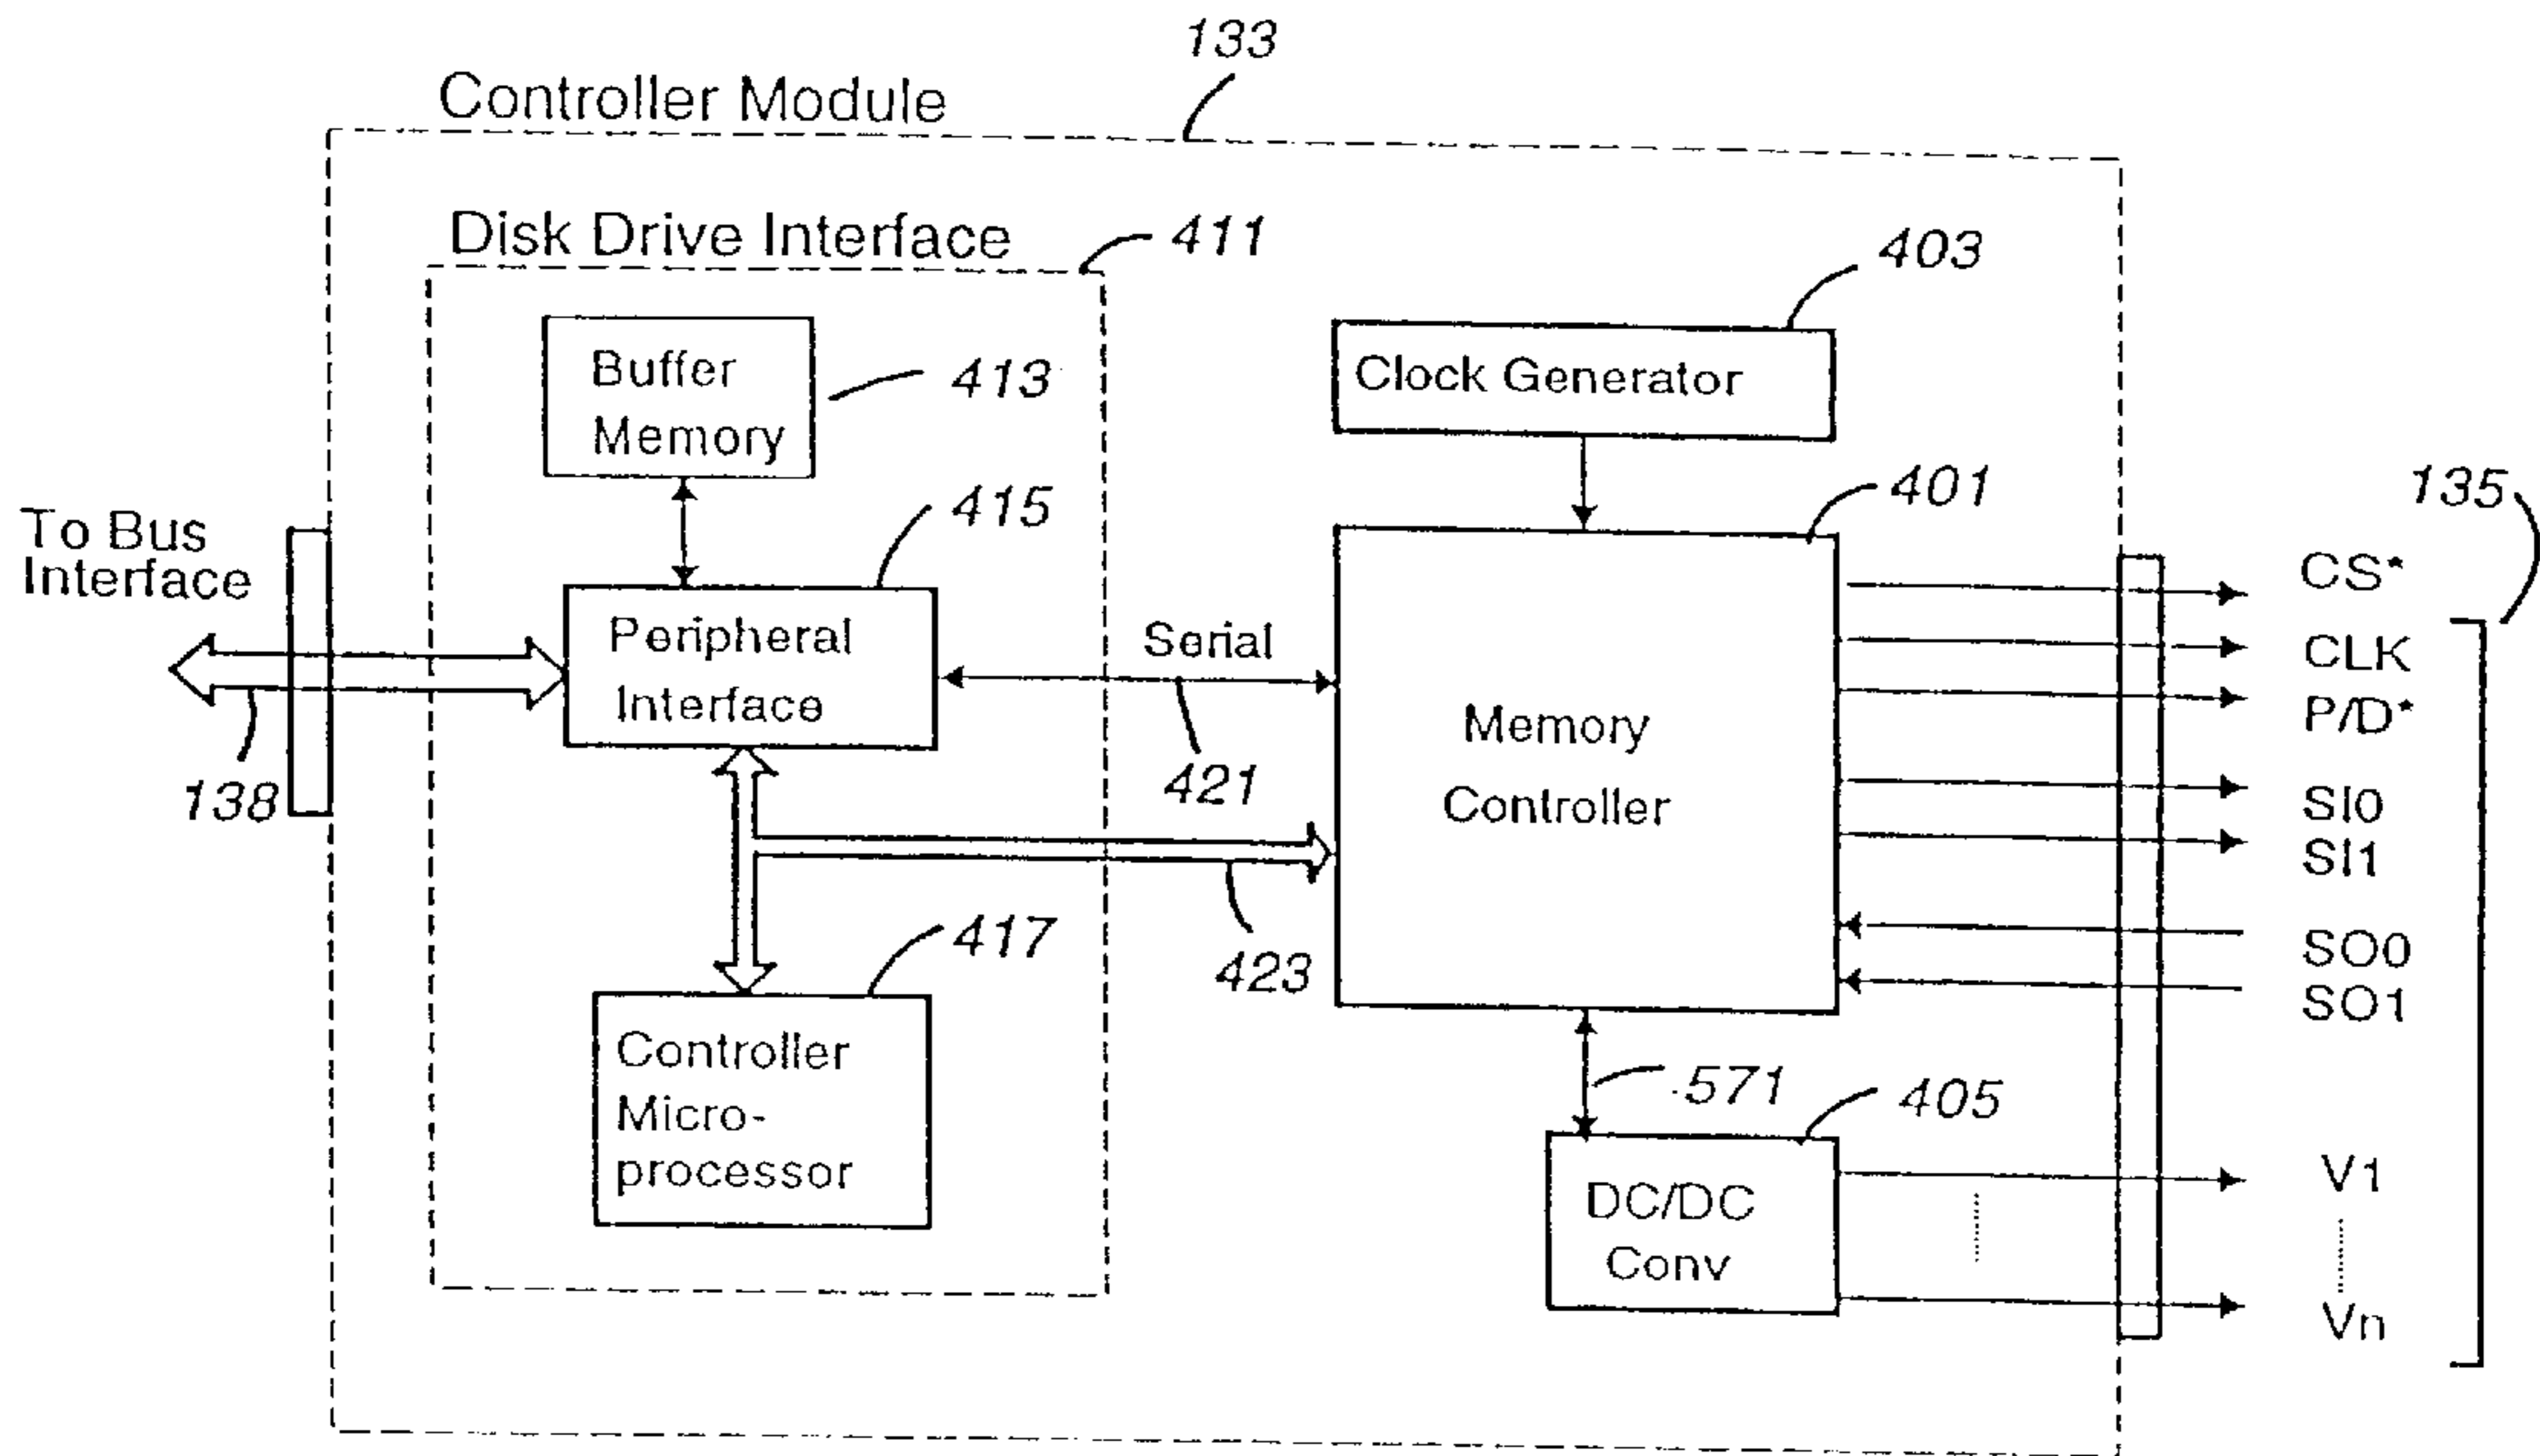 133
Controller Module
Disk Drive Interface
411
403
Buffer
Memory
413
Clock Generator
415
401
135
To Bus
Interface
CS*
Peripheral
Interface
Serial
CLK
P/D*
Memory
Controller
138
421
SI0
SI1
417
423
SO0
SO1
Controller
Micro-
processor
571
405
DC/DC
Conv
V1
Vn